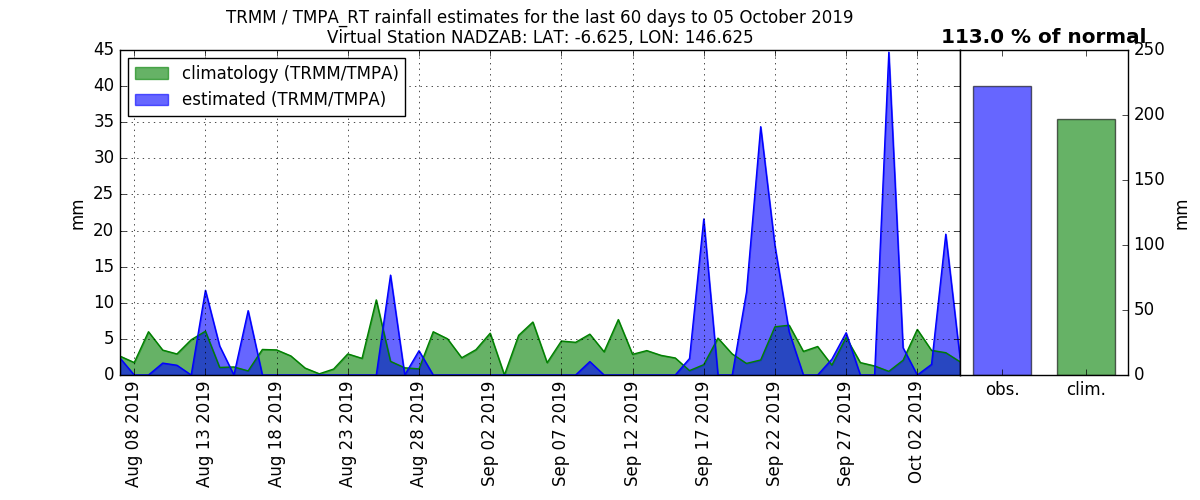 TRMM / TMPA_RT rainfall estimates for the last 60 days to 05 October 2019
Virtual Station NADZAB: LAT: -6.625, LON: 146.625
113.0 % of normal
climatology (TRMM/TMPA)
estimated (TRMM/TMPA)
mm
45
40
35
30
25
20
15
10
5
0
Aug 08 2019
Aug 13 2019
Aug 18 2019
Aug 23 2019
Aug 28 2019
Sep 02 2019
Sep 07 2019
Sep 12 2019
Sep 17 2019
Sep 22 2019
Sep 27 2019
Oct 02 2019
obs.
clim.
250
200
150
100
50
0
mm